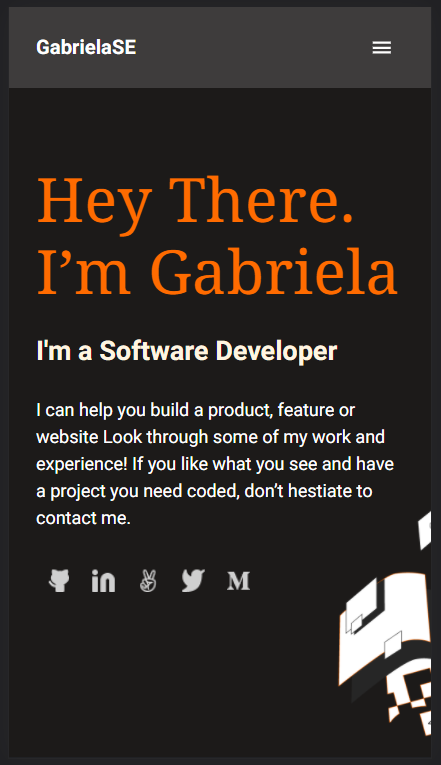 GabrielaSE
Hey There.
I’m Gabriela
I'm a Software Developer
I can help you build a product, feature or
website Look through some of my work and
experience! If you like what you see and have
a project you need coded, don’t hestiate to
contact me.